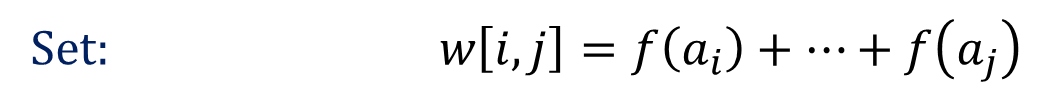 Set: w[i,j] = f(a_i) + ⋯ + f(a_j)